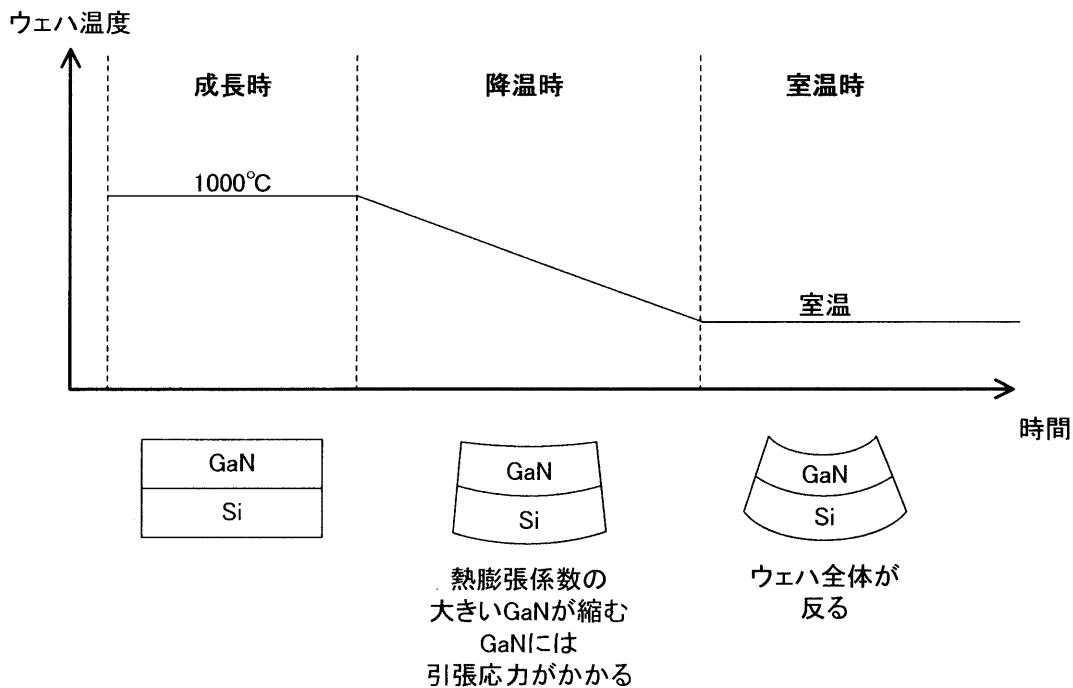 ウェハ温度
成長時
降温時
室温時
1000℃
室温
時間
GaN
Si
GaN
Si
GaN
Si
熱膨張係数の
大きいGaNが縮む
GaNには
引張応力がかかる
ウェハ全体が
反る